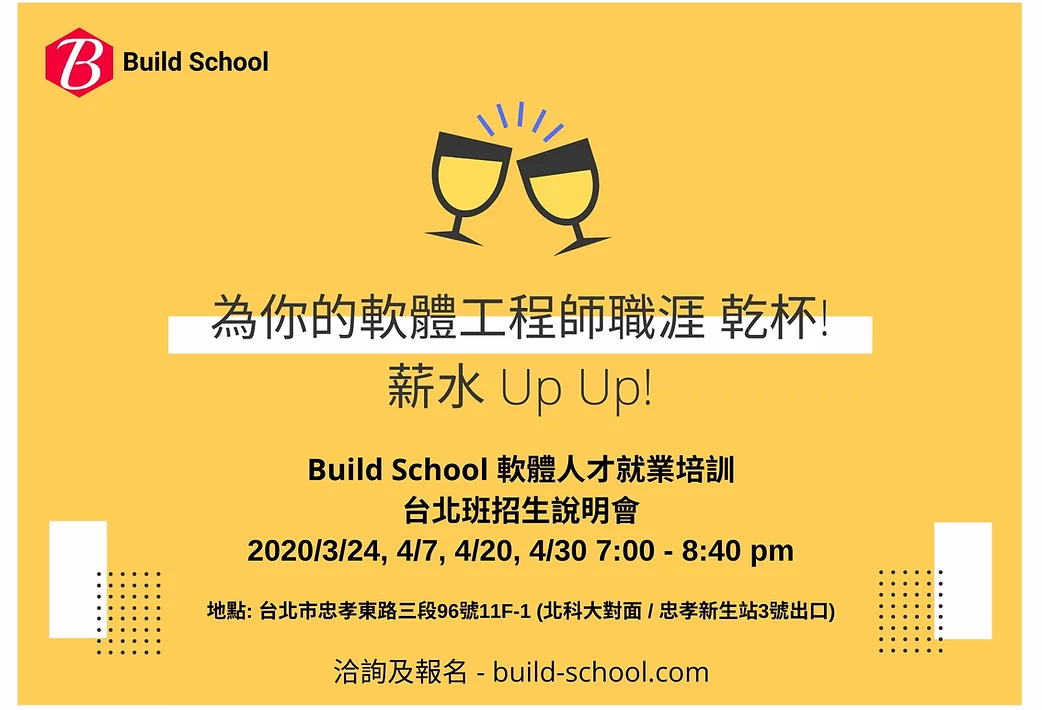 B
Build School
為你的軟體工程師職涯 乾杯!
薪水 Up Up!
Build School 軟體人才就業培訓
台北班招生說明會
2020/3/24, 4/7, 4/20, 4/30 7:00 - 8:40 pm
地點: 台北市忠孝東路三段96號11F-1 (北科大對面 / 忠孝新生站3號出口)
洽詢及報名 - build-school.com